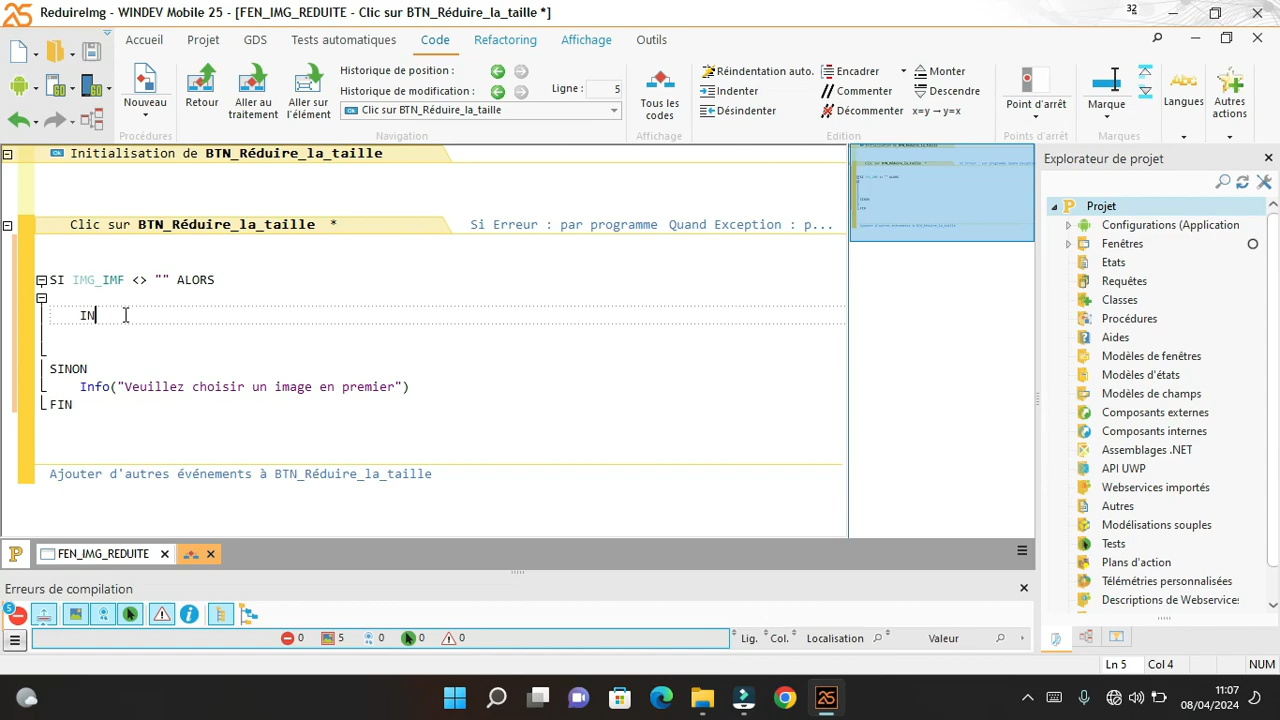 ReduireImg - WINDEV Mobile 25 - [FEN_IMG_REDUITE - Clic sur BTN_Réduire_la_taille *]
32
Accueil Projet GDS Tests automatiques Code Refactoring Affichage Outils
Nouveau
Procédures
Retour
Aller au traitement
Aller sur l'élément
Historique de position :
Historique de modification :
Ligne : 5
Clic sur BTN_Réduire_la_taille
Navigation
Tous les codes
Affichage
Réindentation auto.
Indenter
Désindenter
Encadrer
Commenter
Décommenter
Monter
Descendre
x=y → y=x
Edition
Point d'arrêt
Points d'arrêt
Marque
Marques
Langues
Autres actions
Initialisation de BTN_Réduire_la_taille
Clic sur BTN_Réduire_la_taille *
Si Erreur : par programme Quand Exception : p...
SI IMG_IMF <> "" ALORS
IN
SINON
Info("Veuillez choisir un image en premier")
FIN
Ajouter d'autres événements à BTN_Réduire_la_taille
Explorateur de projet
Projet
Configurations (Application
Fenêtres
Etats
Requêtes
Classes
Procédures
Aides
Modèles de fenêtres
Modèles d'états
Modèles de champs
Composants externes
Composants internes
Assemblages .NET
API UWP
Webservices importés
Autres
Modélisations souples
Tests
Plans d'action
Télémétries personnalisées
Descriptions de Webservice
FEN_IMG_REDUITE
Erreurs de compilation
5
0 5 0 0 0
Lig. Col. Localisation Valeur
Ln 5 Col 4 NUM
11:07
08/04/2024